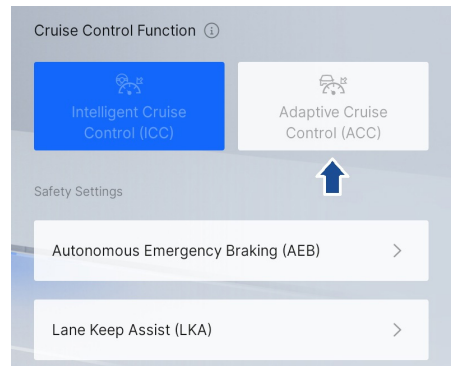 Cruise Control Function
Intelligent Cruise
Control (ICC)
Adaptive Cruise
Control (ACC)
Safety Settings
Autonomous Emergency Braking (AEB)
Lane Keep Assist (LKA)